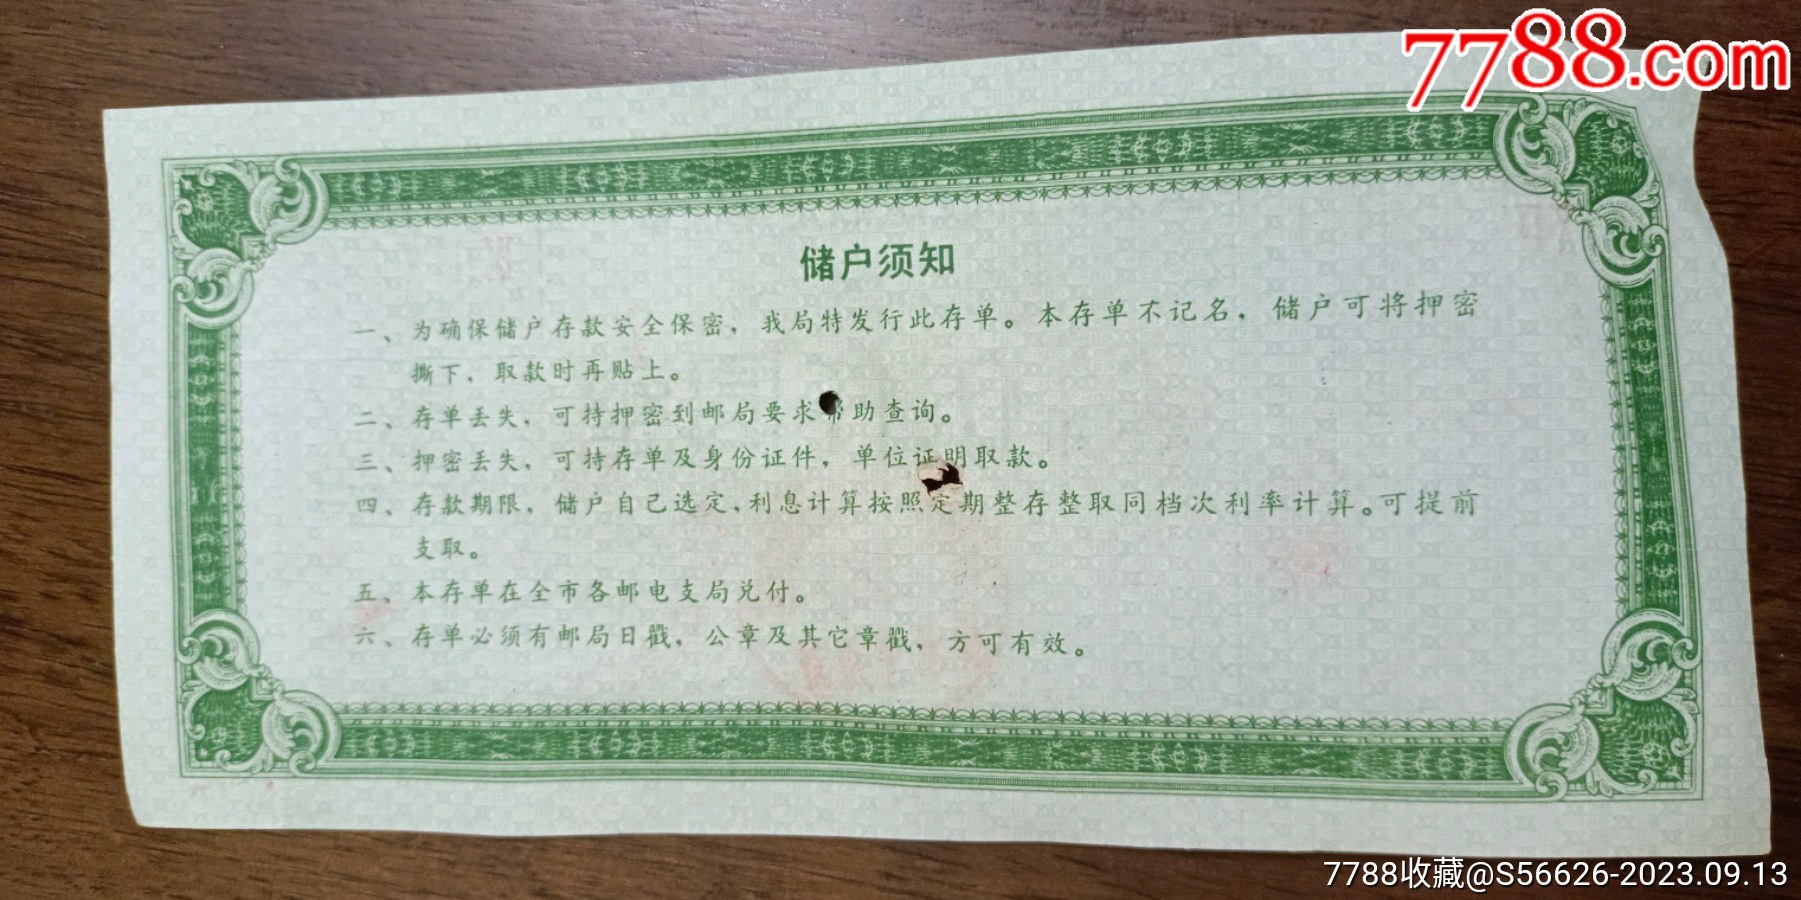 7788.com
储户须知
一、为确保储户存款安全保密，我局特发行此存单。本存单不记名，储户可将押密
撕下，取款时再贴上。
二、存单丢失，可持押密到邮局要求助查询。
三、押密丢失，可持存单及身份证件，单位证明取款。
四、存款期限，储户自己选定，利息计算按照定期整存整取同档次利率计算。可提前
支取。
五、本存单在全市各邮电支局兑付。
六、存单必须有邮局日戳，公章及其它章戳，方可有效。
7788收藏@S56626-2023.09.13